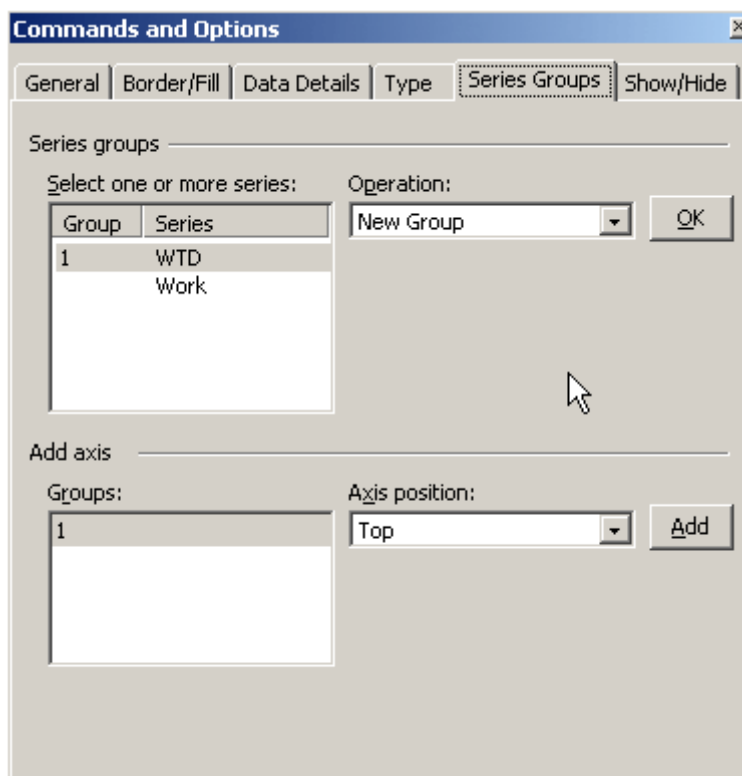 Commands and Options
General Border/Fill Data Details Type Series Groups Show/Hide
Series groups
Select one or more series: Operation:
Group Series New Group OK
1 WTD
Work
Add axis
Groups: Axis position:
1 Top Add